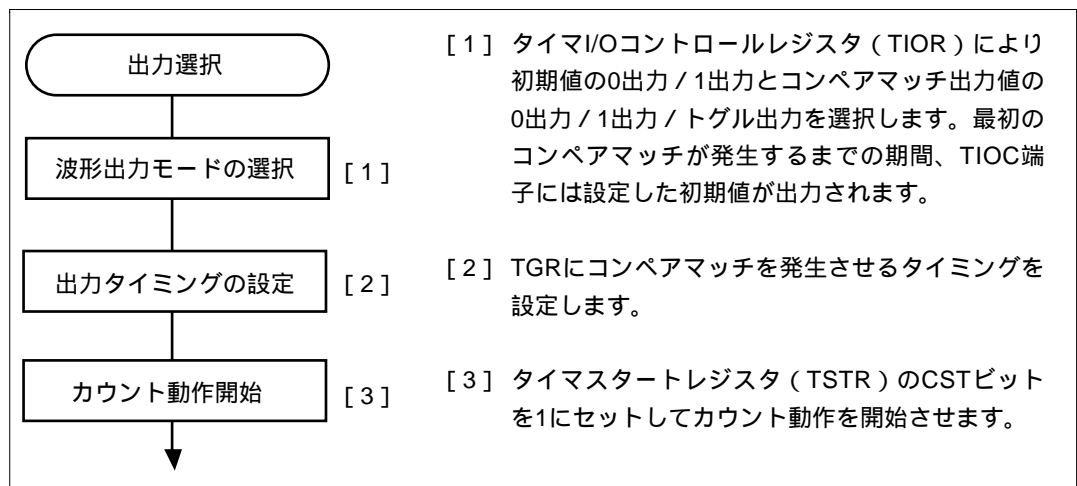 出力選択
波形出力モードの選択 [1]
出力タイミングの設定 [2]
カウント動作開始 [3]
[1] タイマI/Oコントロールレジスタ(TIOR)により
初期値の0出力/1出力とコンペアマッチ出力値の
0出力/1出力/トグル出力を選択します。最初の
コンペアマッチが発生するまでの期間、TIOC端
子には設定した初期値が出力されます。
[2] TGRにコンペアマッチを発生させるタイミングを
設定します。
[3] タイマスタートレジスタ(TSTR)のCSTビット
を1にセットしてカウント動作を開始させます。